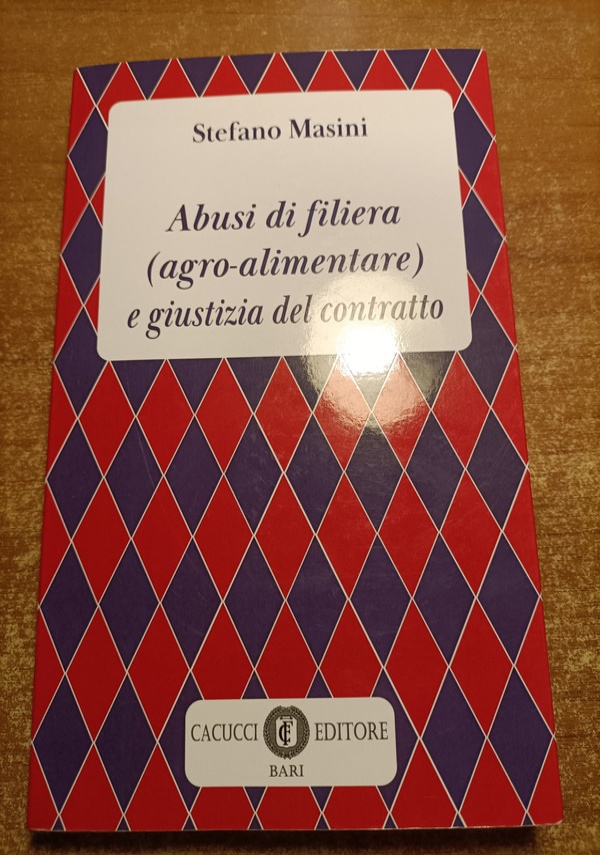 Stefano Masini
Abusi di filiera
(agro-alimentare)
e giustizia del contratto
CACUCCI EDITORE
BARI